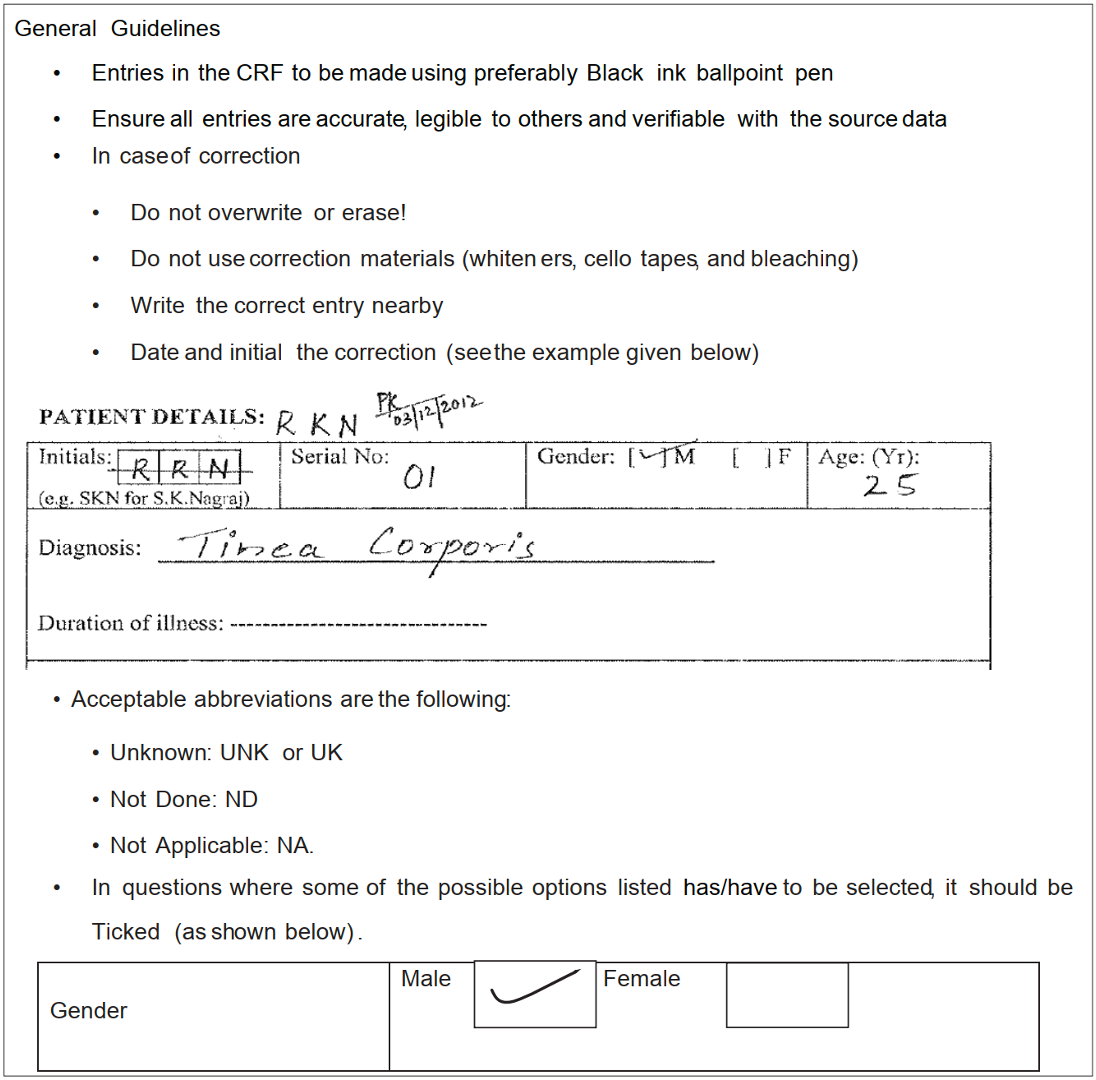 General Guidelines
• Entries in the CRF to be made using preferably Black ink ballpoint pen
• Ensure all entries are accurate, legible to others and verifiable with the source data
• In case of correction
• Do not overwrite or erase!
• Do not use correction materials (whiten ers, cello tapes, and bleaching)
• Write the correct entry nearby
• Date and initial the correction (see the example given below)
PATIENT DETAILS: R K N PK 03/12/2012
Initials: R R N Serial No: 01 Gender: [✓] M [ ] F Age: (Yr): 25
(e.g. SKN for S.K.Nagraj)
Diagnosis: Tinea Corporis
Duration of illness: --------------------------------
• Acceptable abbreviations are the following:
• Unknown: UNK or UK
• Not Done: ND
• Not Applicable: NA.
• In questions where some of the possible options listed has/have to be selected, it should be
Ticked (as shown below).
Gender Male ✓ Female